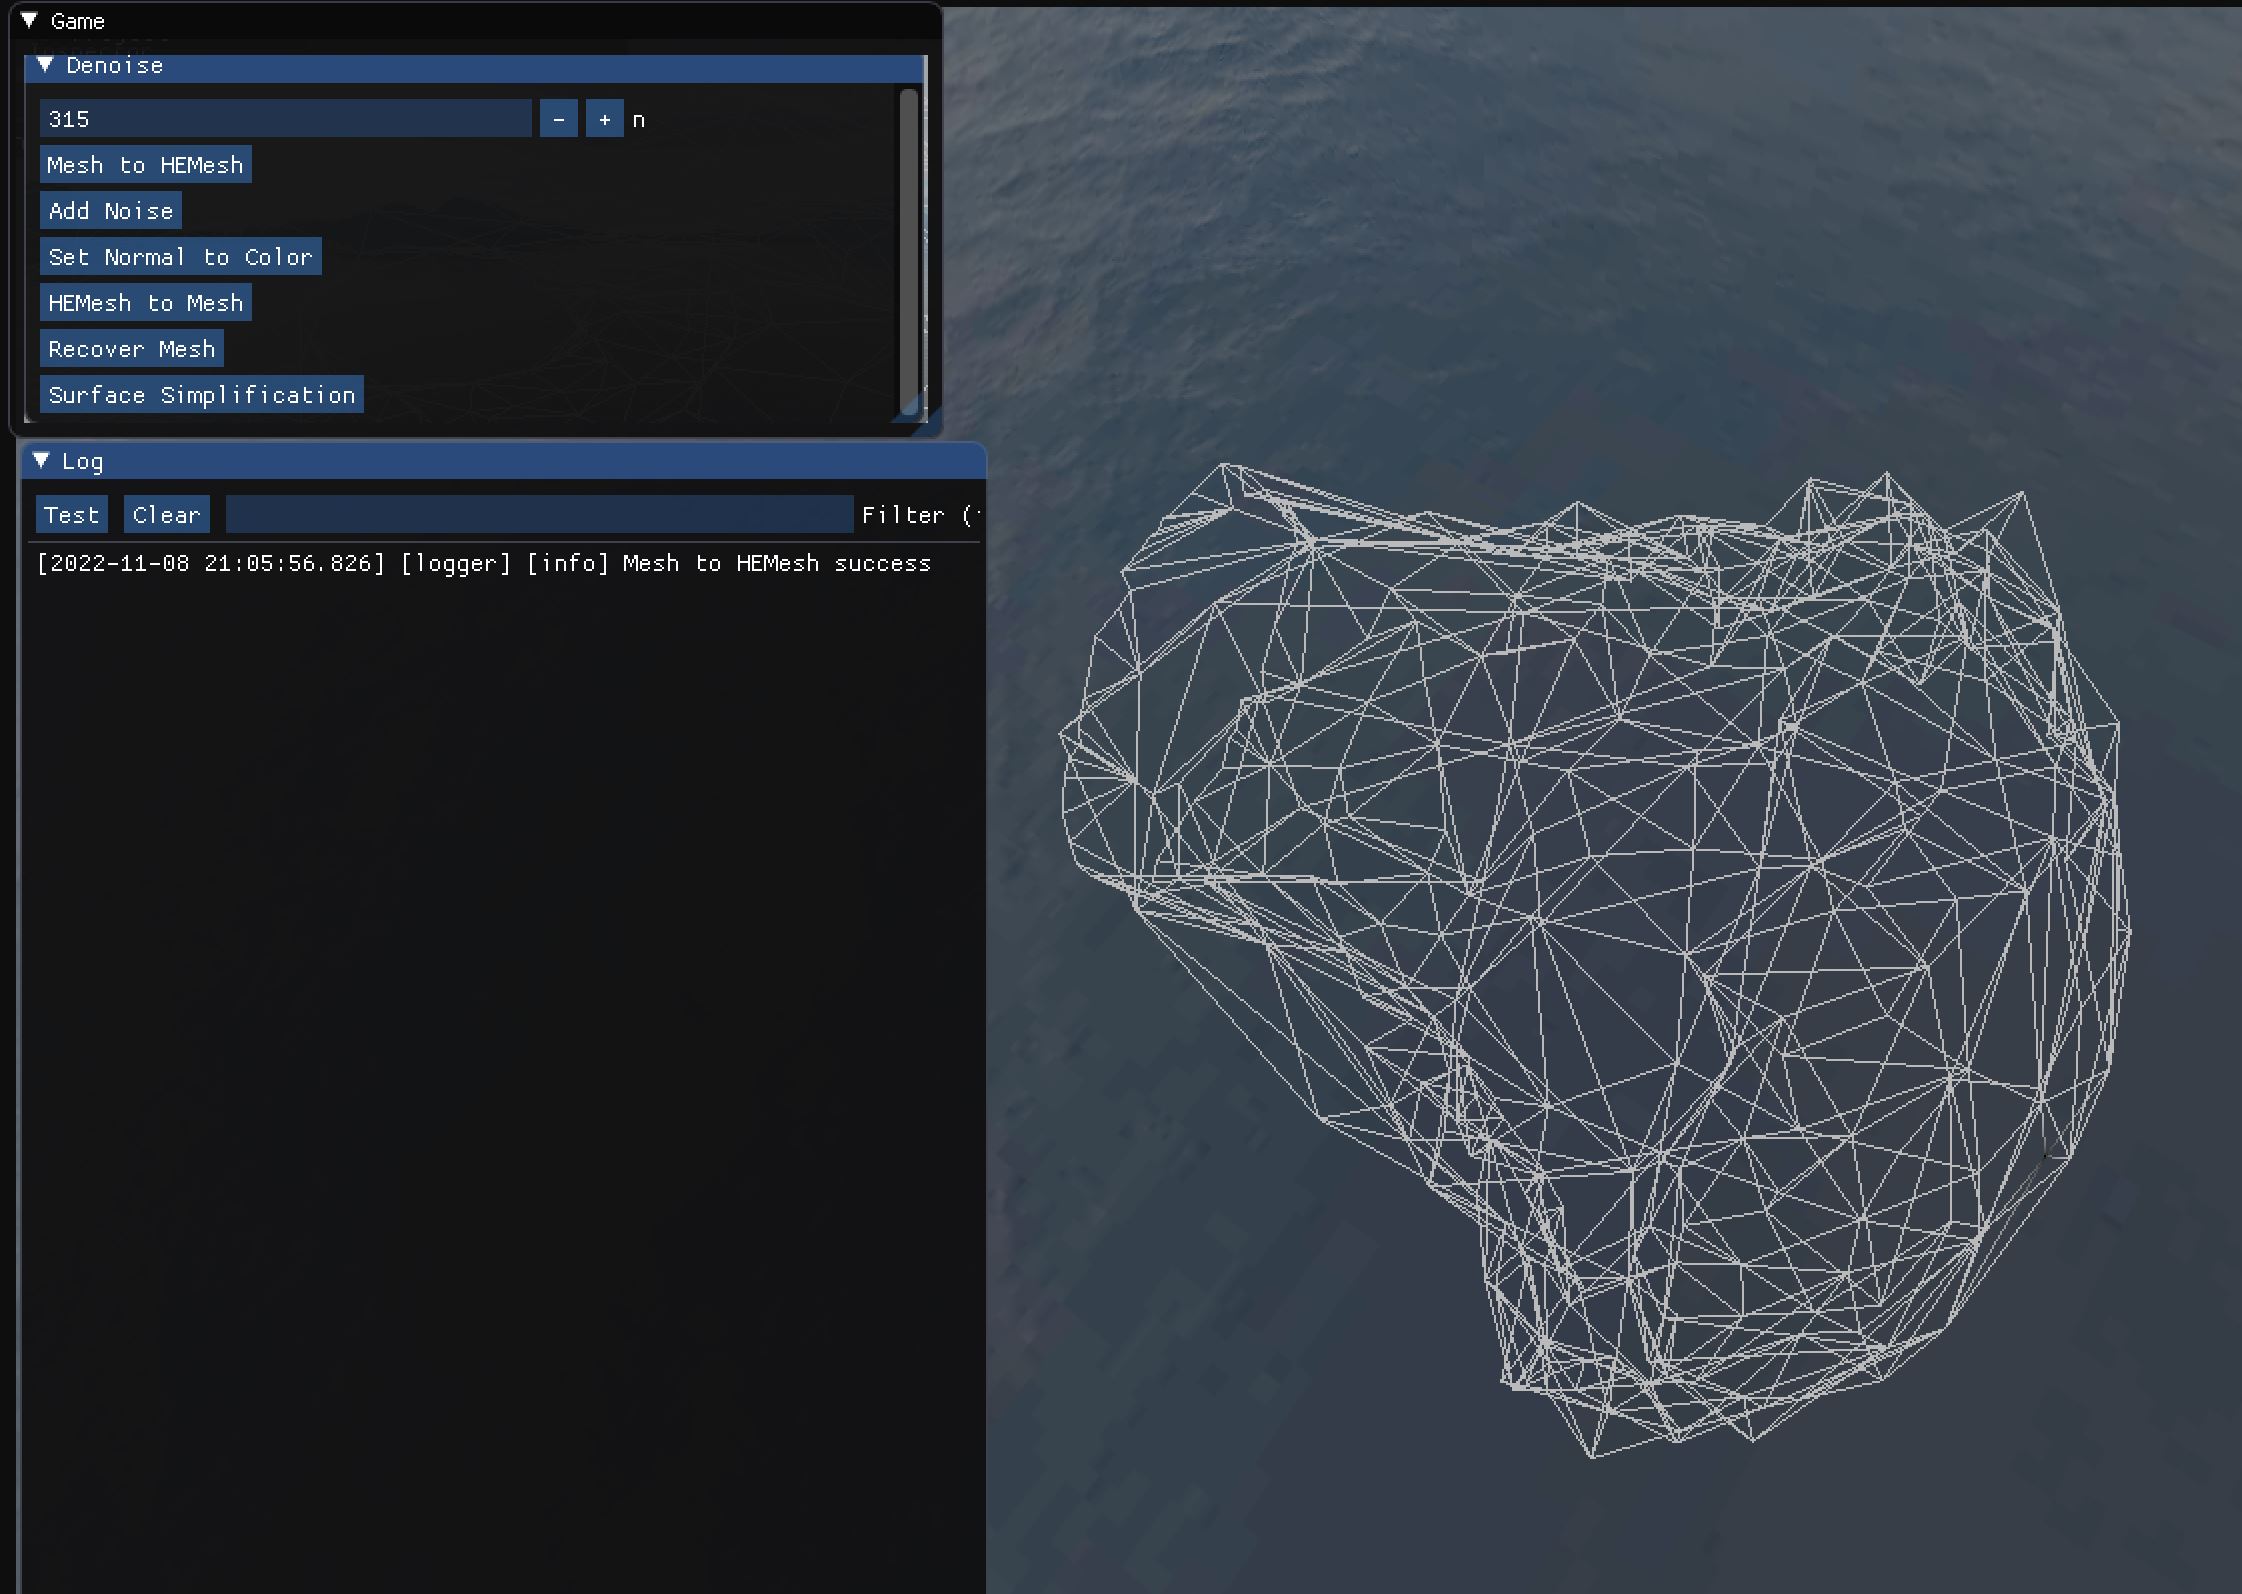 Game
Denoise
315 - + n
Mesh to HEMesh
Add Noise
Set Normal to Color
HEMesh to Mesh
Recover Mesh
Surface Simplification
Log
Test Clear Filter (
[2022-11-08 21:05:56.826] [logger] [info] Mesh to HEMesh success